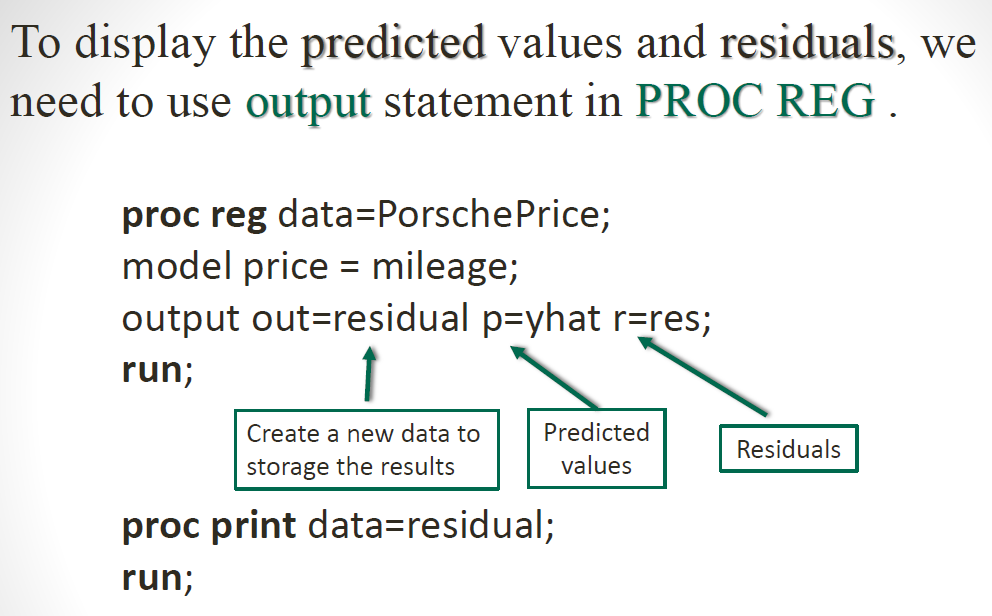 To display the predicted values and residuals, we
need to use output statement in PROC REG .
proc reg data=PorschePrice;
model price = mileage;
output out=residual p=yhat r=res;
run;
Create a new data to
storage the results
Predicted
values
Residuals
proc print data=residual;
run;